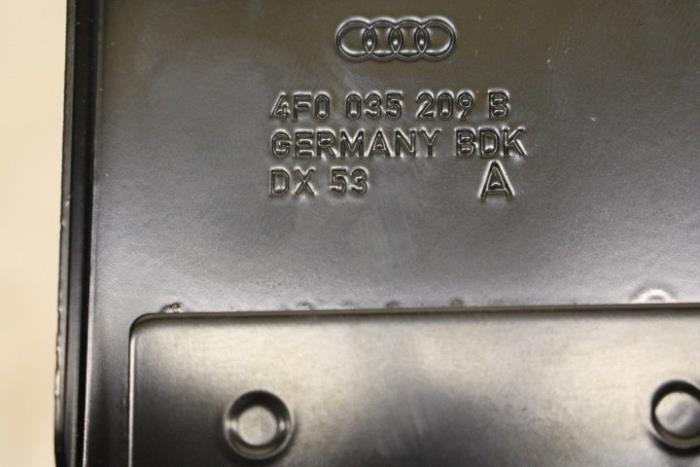 4F0 035 209 B
GERMANY BDK
DX 53 A